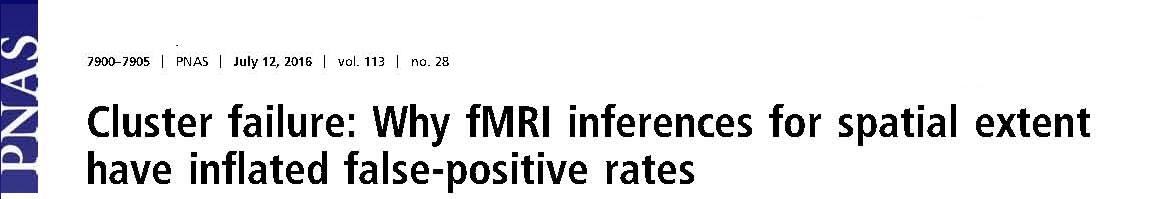 PNAS
7900–7905 | PNAS | July 12, 2016 | vol. 113 | no. 28
Cluster failure: Why fMRI inferences for spatial extent
have inflated false-positive rates